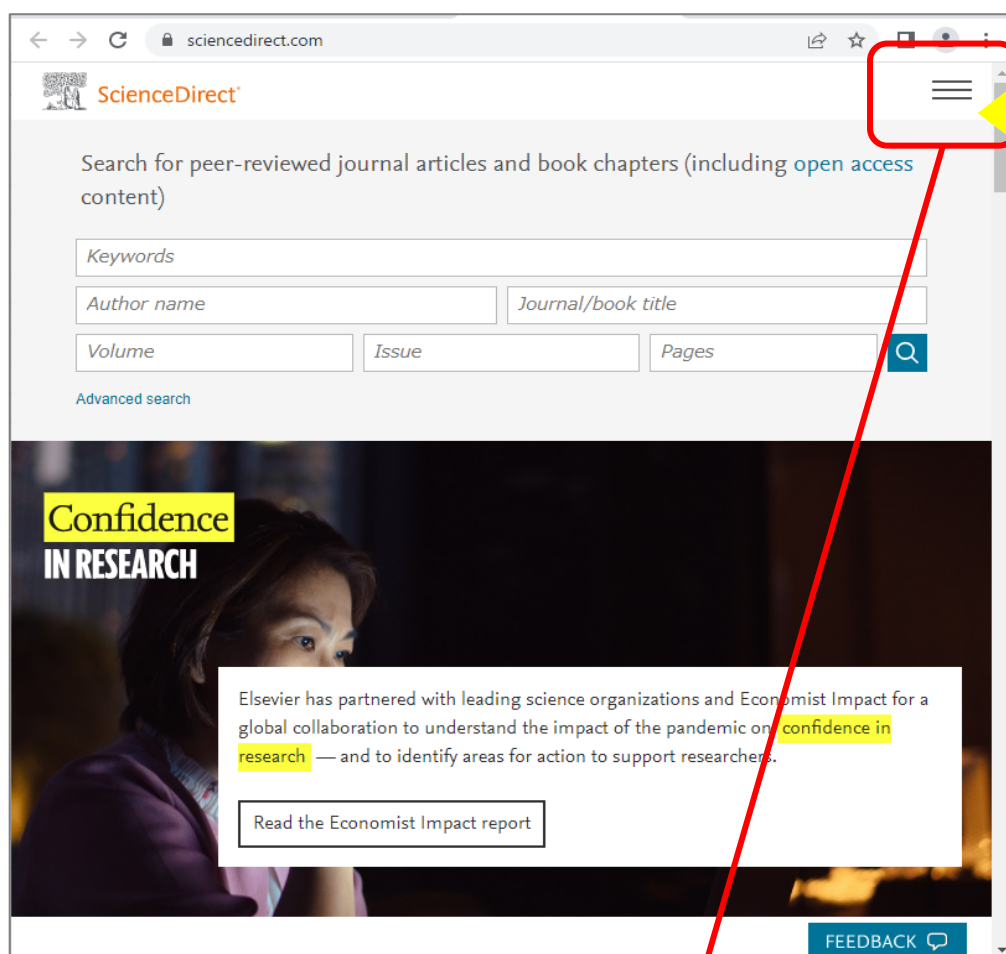 sciencedirect.com
ScienceDirect
Search for peer-reviewed journal articles and book chapters (including open access
content)
Keywords
Author name Journal/book title
Volume Issue Pages
Advanced search
Confidence
IN RESEARCH
Elsevier has partnered with leading science organizations and Economist Impact for a
global collaboration to understand the impact of the pandemic on confidence in
research — and to identify areas for action to support researchers.
Read the Economist Impact report
FEEDBACK